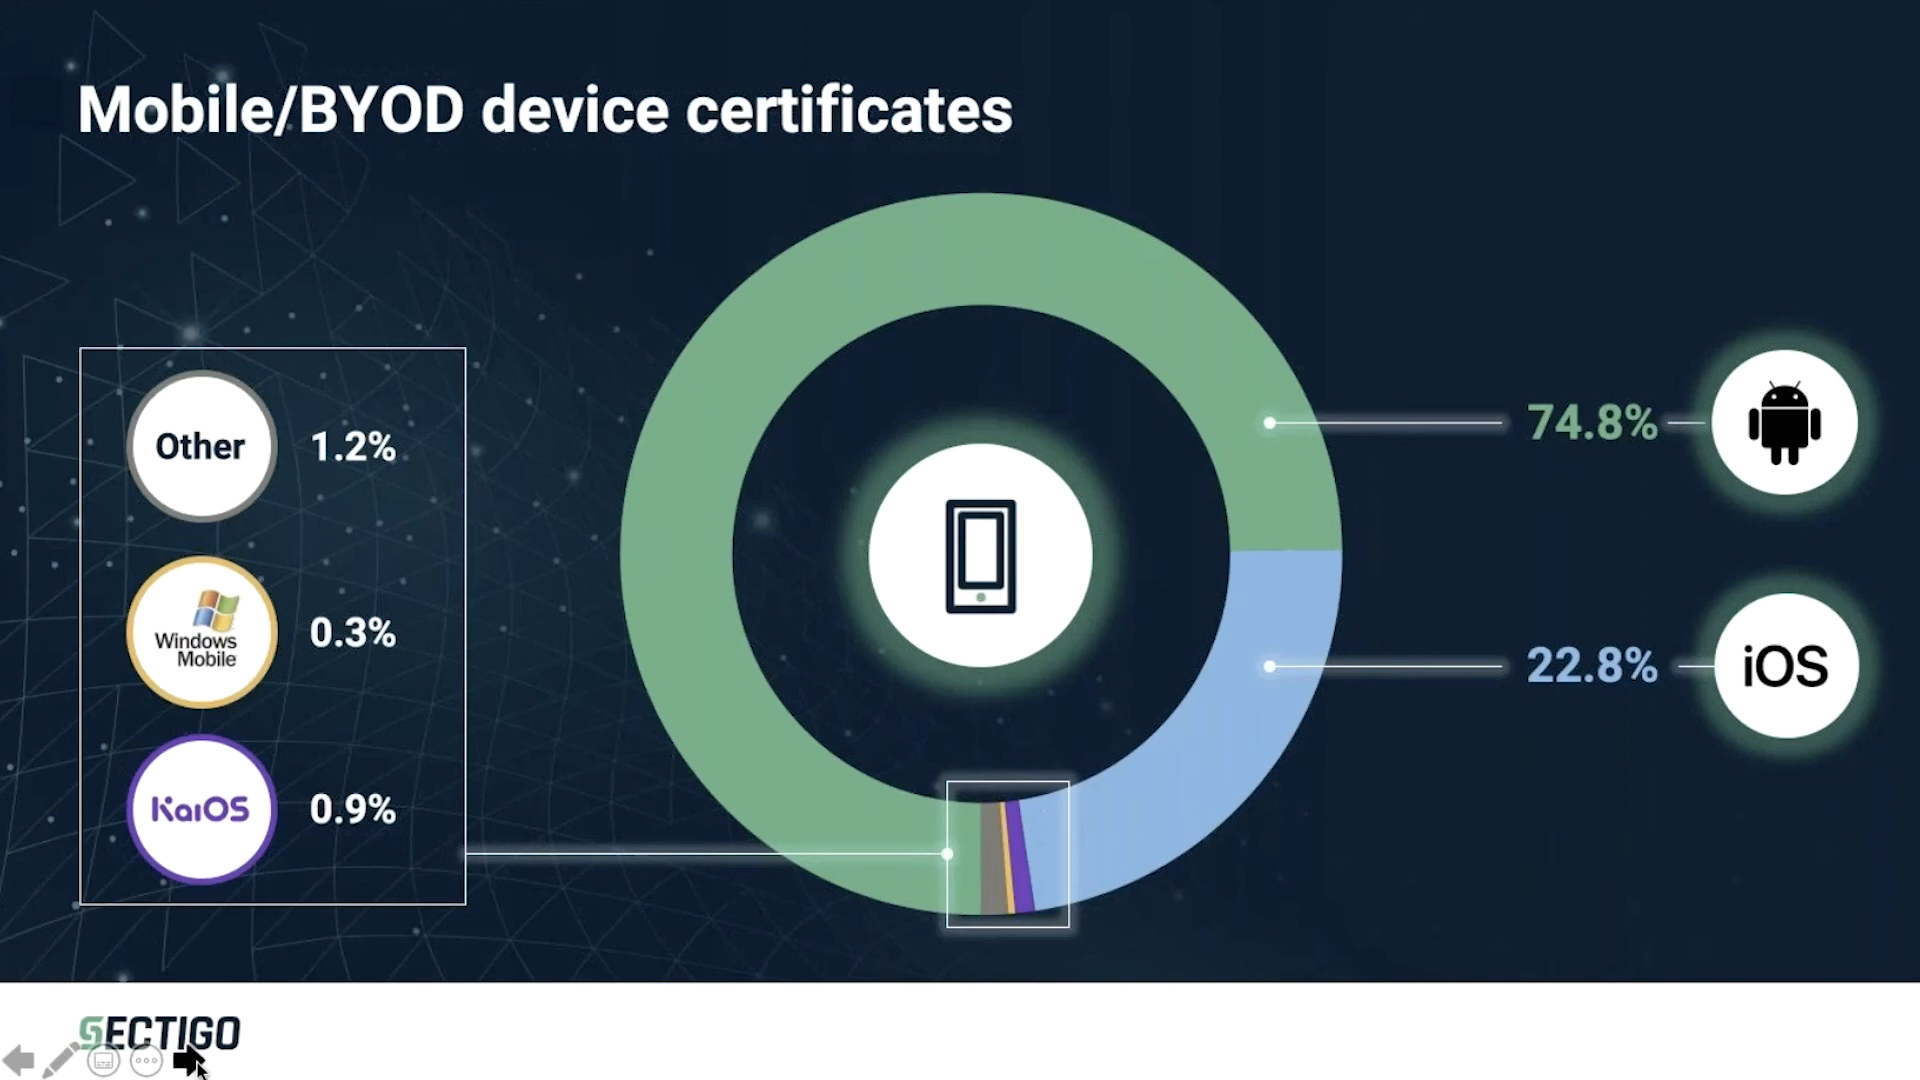 Mobile/BYOD device certificates
Other 1.2%
Windows
Mobile
0.3%
KaiOS 0.9%
74.8%
22.8% iOS
SECTIGO